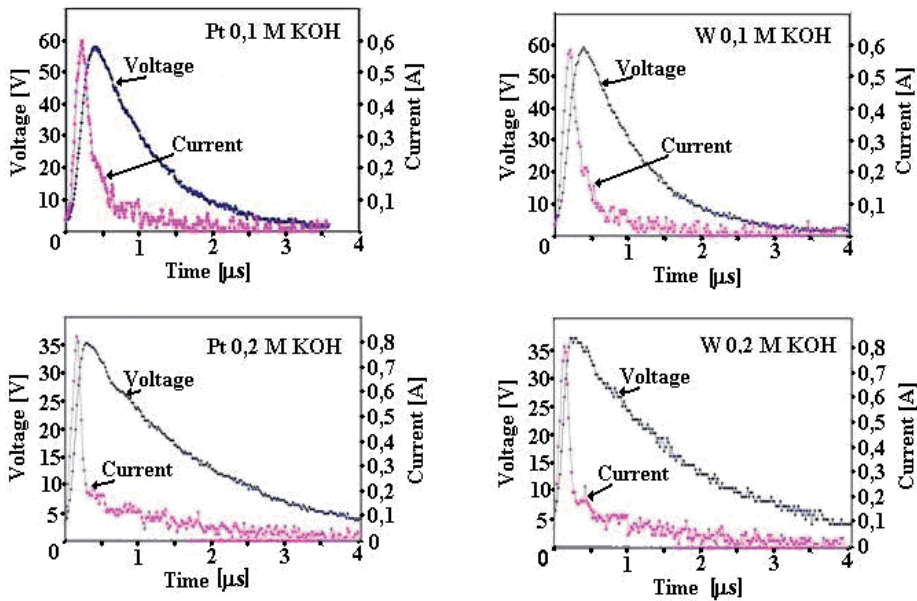 Pt 0,1 M KOH
Voltage
Current
Voltage [V]
60
50
40
30
20
10
0
Current [A]
0,6
0,5
0,4
0,3
0,2
0,1
1 2 3 4
Time [μs]
W 0,1 M KOH
Voltage
Current
Voltage [V]
60
50
40
30
20
10
0
Current [A]
0,6
0,5
0,4
0,3
0,2
0,1
1 2 3 4
Time [μs]
Pt 0,2 M KOH
Voltage
Current
Voltage [V]
35
30
25
20
15
10
5
0
Current [A]
0,8
0,7
0,6
0,5
0,4
0,3
0,2
0,1
0
1 2 3 4
Time [μs]
W 0,2 M KOH
Voltage
Current
Voltage [V]
35
30
25
20
15
10
5
0
Current [A]
0,8
0,7
0,6
0,5
0,4
0,3
0,2
0,1
0
1 2 3 4
Time [μs]